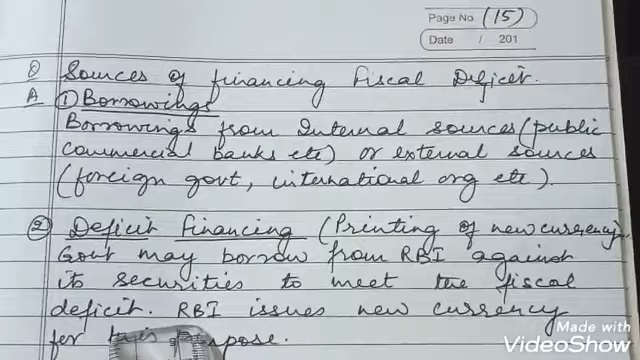 Page No. (15)
Date / 201
Q Sources of financing Fiscal Deficit.
A ① Borrowings
Borrowings from Internal sources (public
commercial banks etc) or external sources
(foreign govt, international org etc).
② Deficit Financing (Printing of new currency)
Govt may borrow from RBI against
its securities to meet the fiscal
deficit. RBI issues new currency
for this purpose.
Made with
VideoShow